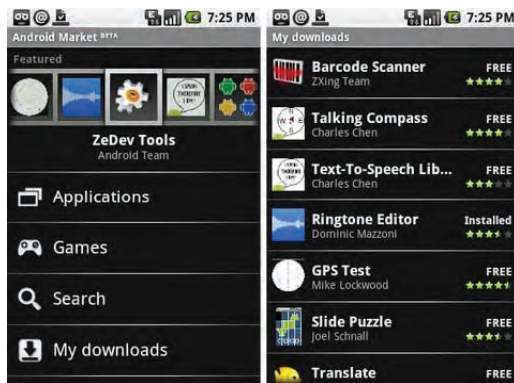 7:25 PM
Android Market BETA
Featured
ZeDev Tools
Android Team
Applications
Games
Search
My downloads
7:25 PM
My downloads
Barcode Scanner FREE
ZXing Team
Talking Compass FREE
Charles Chen
Text-To-Speech Lib... FREE
Charles Chen
Ringtone Editor Installed
Dominic Mazzoni
GPS Test FREE
Mike Lockwood
Slide Puzzle FREE
Joel Schnall
Translate FREE